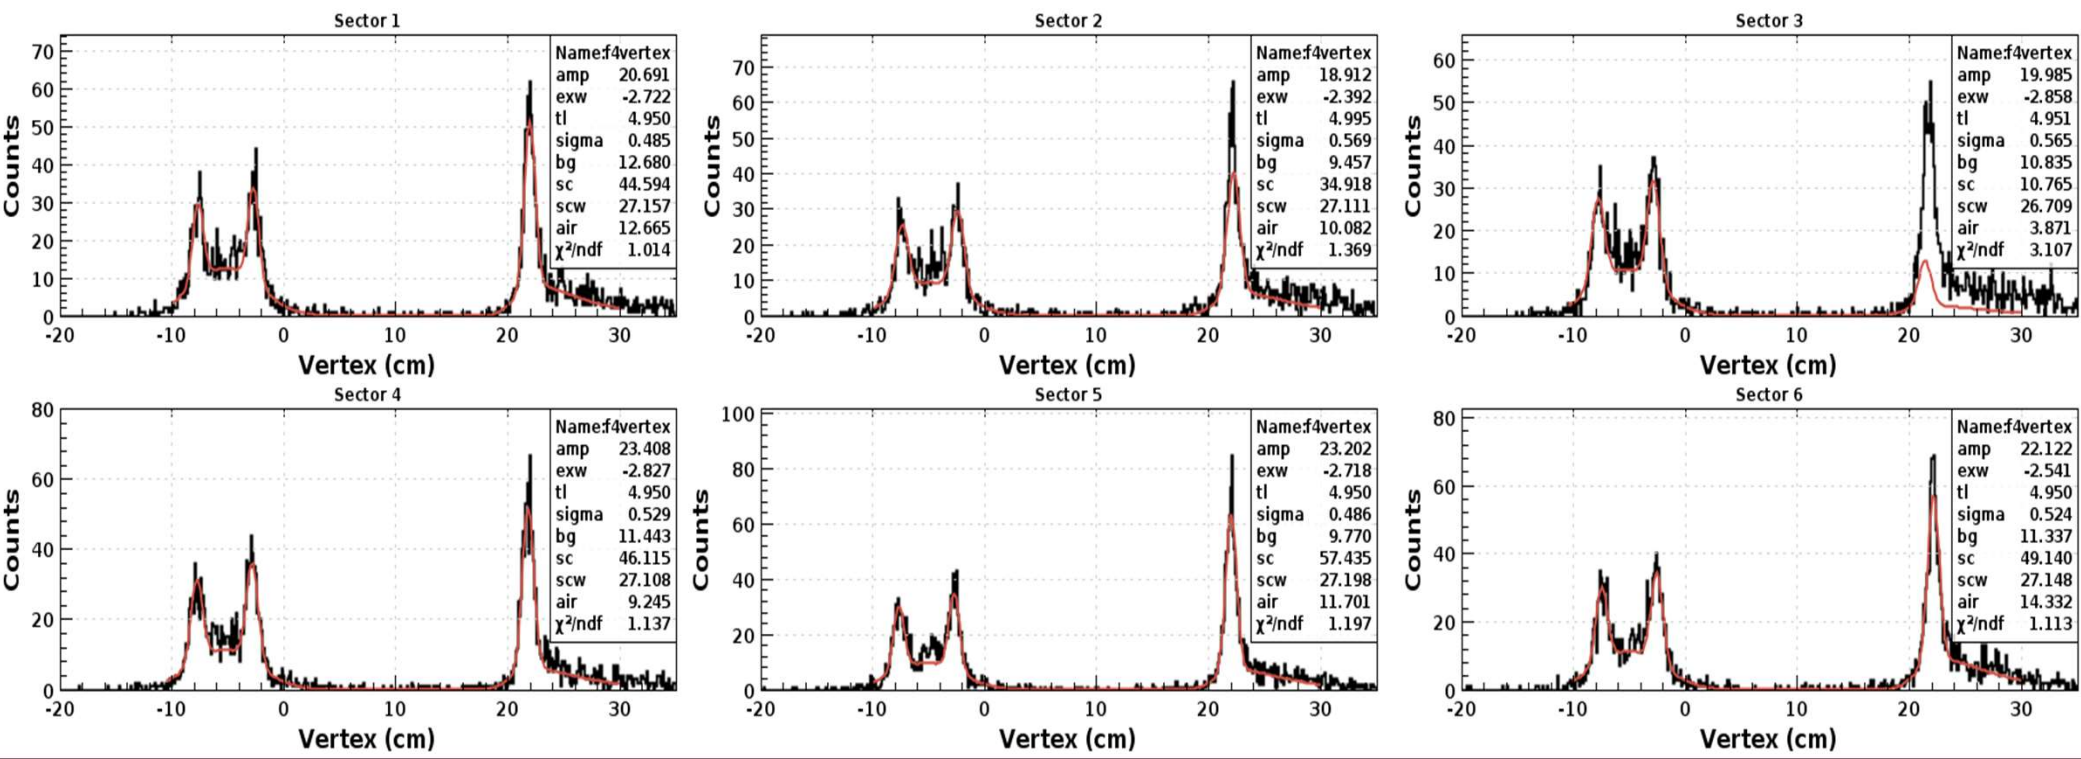 Sector 1
Counts
70
60
50
40
30
20
10
0
-20
-10
0
10
20
30
Vertex (cm)
Name:f4vertex
amp 20.691
exw -2.722
tl 4.950
sigma 0.485
bg 12.680
sc 44.594
scw 27.157
air 12.665
χ²/ndf 1.014
Sector 2
Counts
70
60
50
40
30
20
10
0
-20
-10
0
10
20
30
Vertex (cm)
Name:f4vertex
amp 18.912
exw -2.392
tl 4.995
sigma 0.569
bg 9.457
sc 34.918
scw 27.111
air 10.082
χ²/ndf 1.369
Sector 3
Counts
60
50
40
30
20
10
0
-20
-10
0
10
20
30
Vertex (cm)
Name:f4vertex
amp 19.985
exw -2.858
tl 4.951
sigma 0.565
bg 10.835
sc 10.765
scw 26.709
air 3.871
χ²/ndf 3.107
Sector 4
Counts
80
60
40
20
0
-20
-10
0
10
20
30
Vertex (cm)
Name:f4vertex
amp 23.408
exw -2.827
tl 4.950
sigma 0.529
bg 11.443
sc 46.115
scw 27.108
air 9.245
χ²/ndf 1.137
Sector 5
Counts
100
80
60
40
20
0
-20
-10
0
10
20
30
Vertex (cm)
Name:f4vertex
amp 23.202
exw -2.718
tl 4.950
sigma 0.486
bg 9.770
sc 57.435
scw 27.198
air 11.701
χ²/ndf 1.197
Sector 6
Counts
80
60
40
20
0
-20
-10
0
10
20
30
Vertex (cm)
Name:f4vertex
amp 22.122
exw -2.541
tl 4.950
sigma 0.524
bg 11.337
sc 49.140
scw 27.148
air 14.332
χ²/ndf 1.113